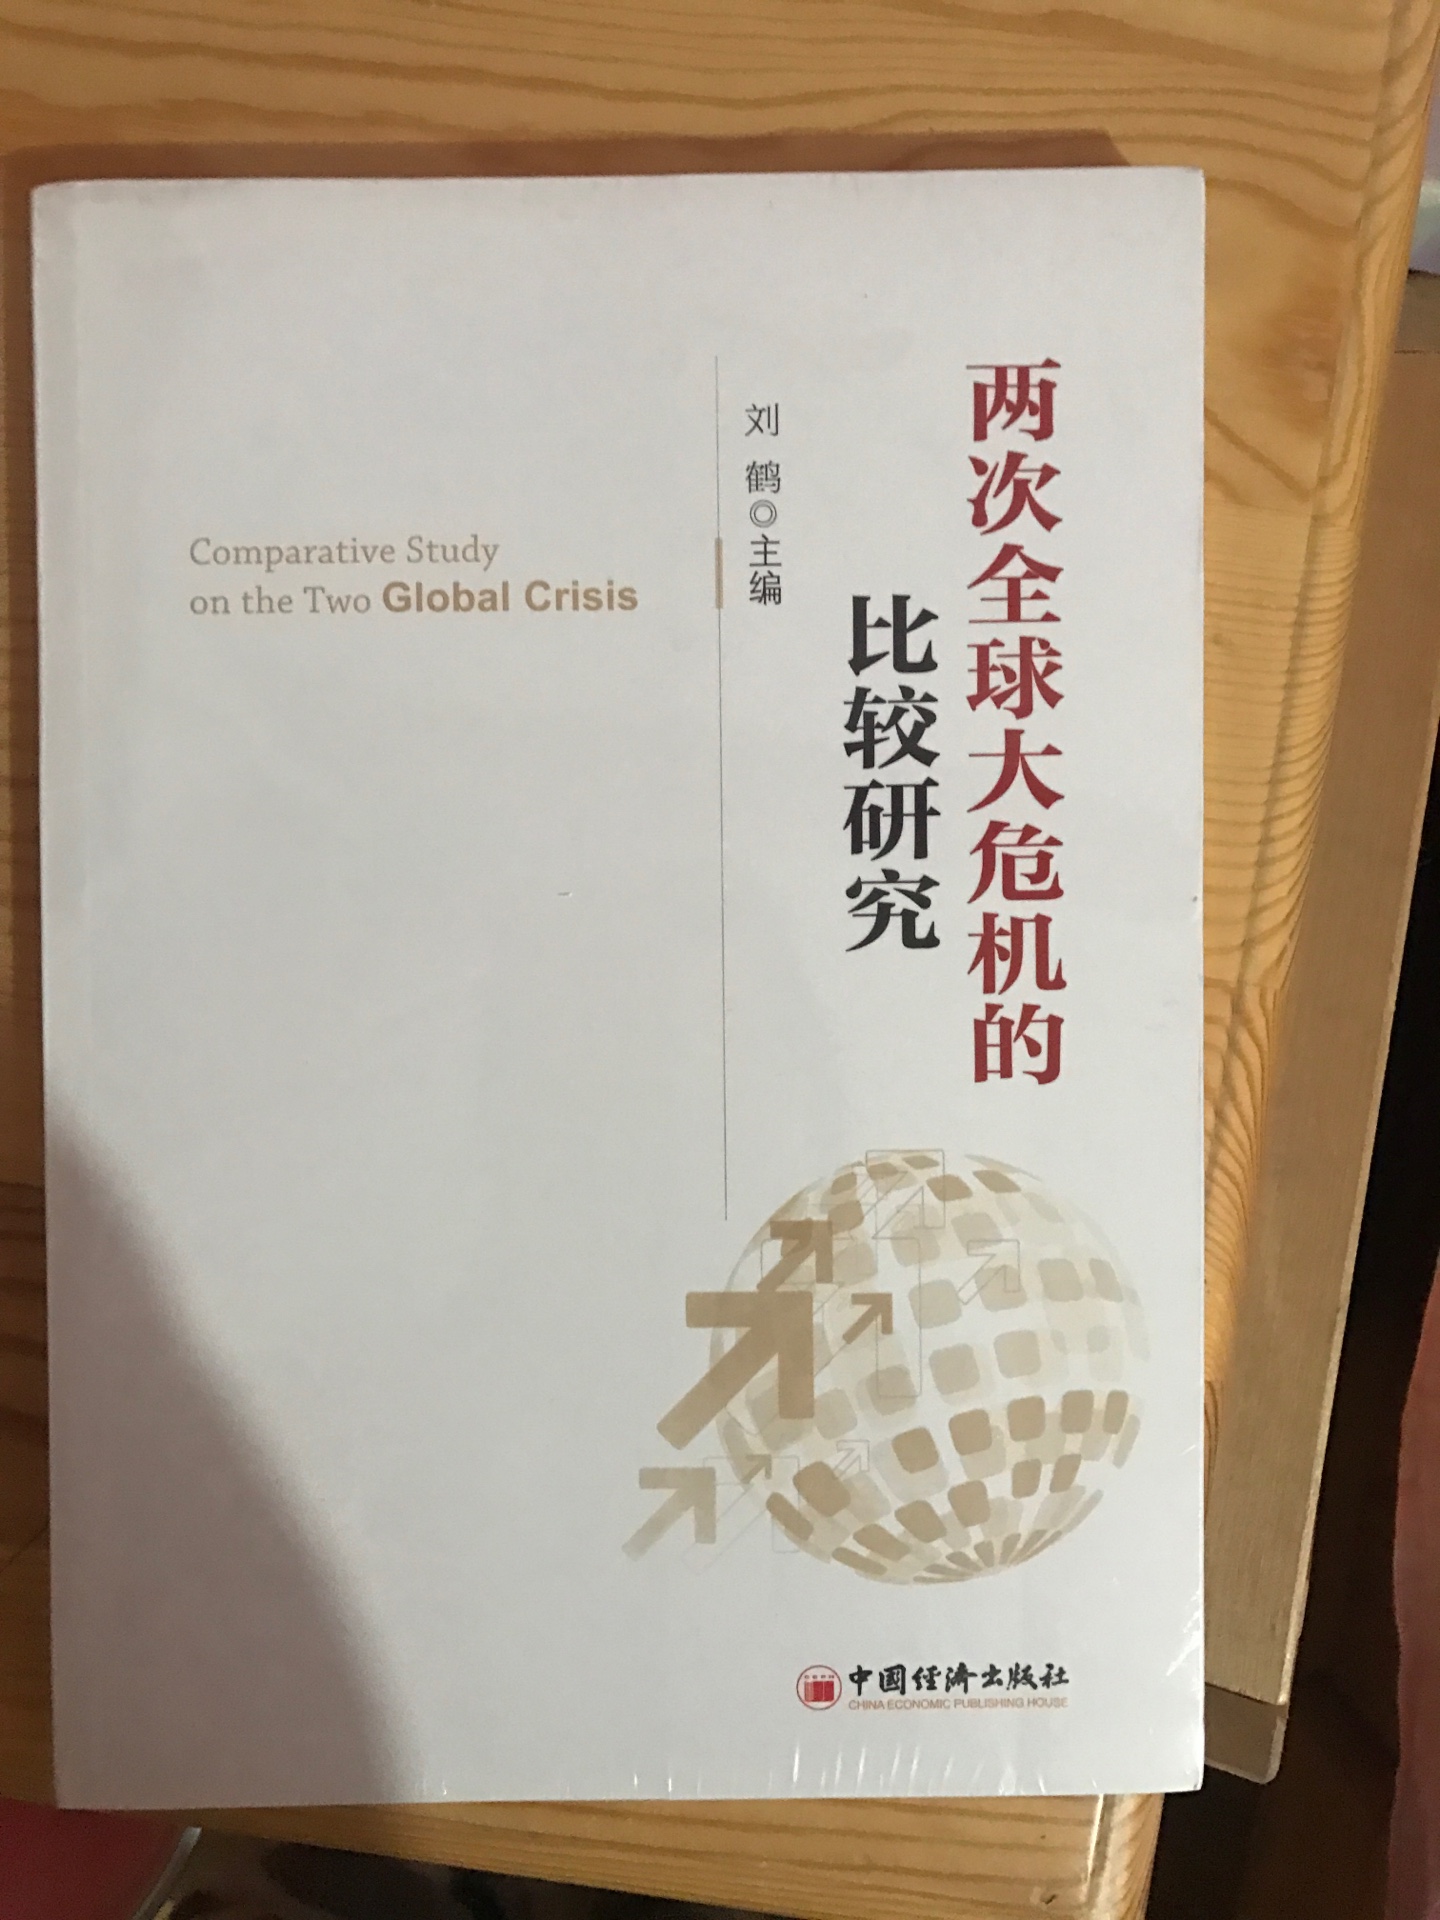 两次全球大危机的
比较研究
刘 鹤◎主编
Comparative Study
on the Two Global Crisis
中国经济出版社
CHINA ECONOMIC PUBLISHING HOUSE